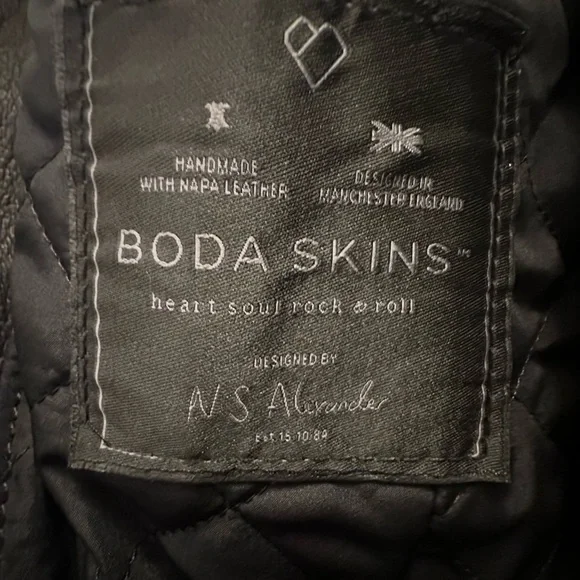 HANDMADE
WITH NAPA LEATHER
DESIGNED IN
MANCHESTER ENGLAND
BODA SKINS™
heart soul rock & roll
DESIGNED BY
N S Alexander
Est 15·10·84